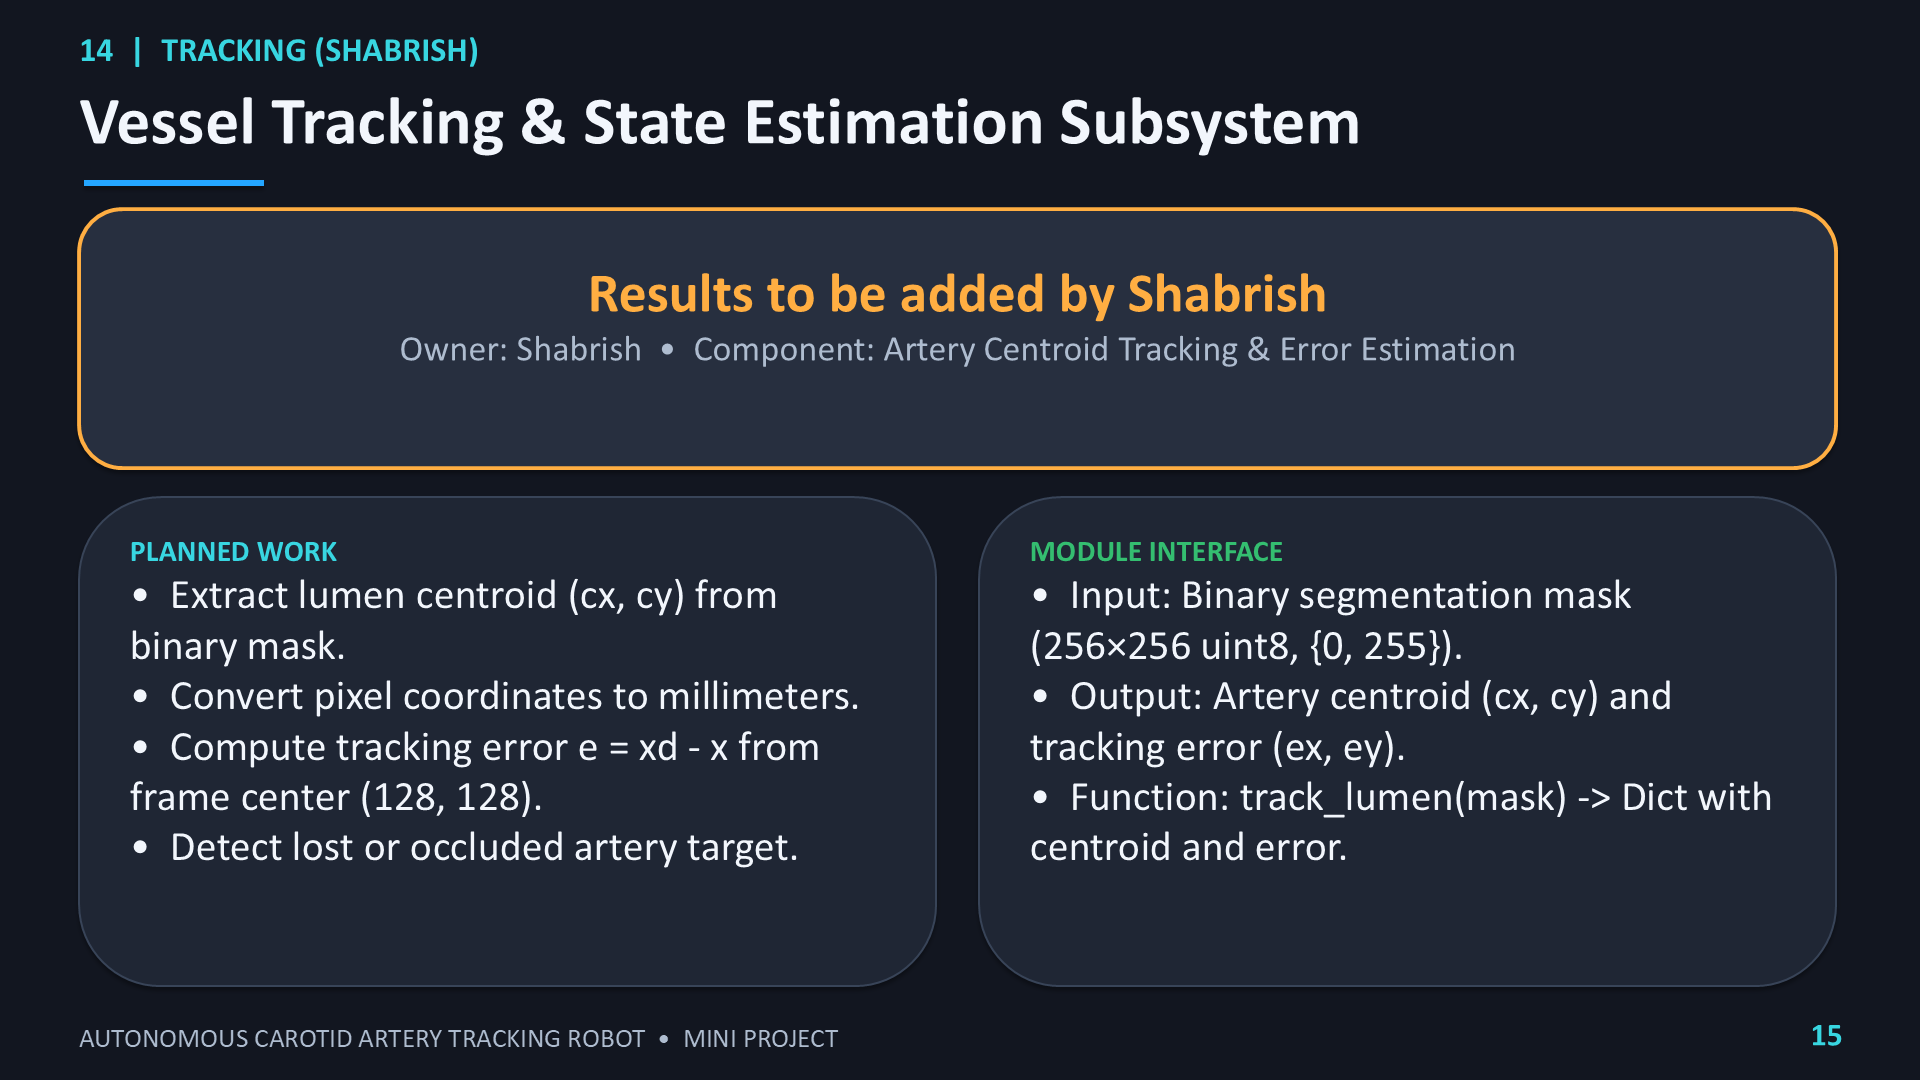 14 | TRACKING (SHABRISH)
Vessel Tracking & State Estimation Subsystem
Results to be added by Shabrish
Owner: Shabrish • Component: Artery Centroid Tracking & Error Estimation
PLANNED WORK
• Extract lumen centroid (cx, cy) from
binary mask.
• Convert pixel coordinates to millimeters.
• Compute tracking error e = xd - x from
frame center (128, 128).
• Detect lost or occluded artery target.
MODULE INTERFACE
• Input: Binary segmentation mask
(256×256 uint8, {0, 255}).
• Output: Artery centroid (cx, cy) and
tracking error (ex, ey).
• Function: track_lumen(mask) -> Dict with
centroid and error.
AUTONOMOUS CAROTID ARTERY TRACKING ROBOT • MINI PROJECT
15